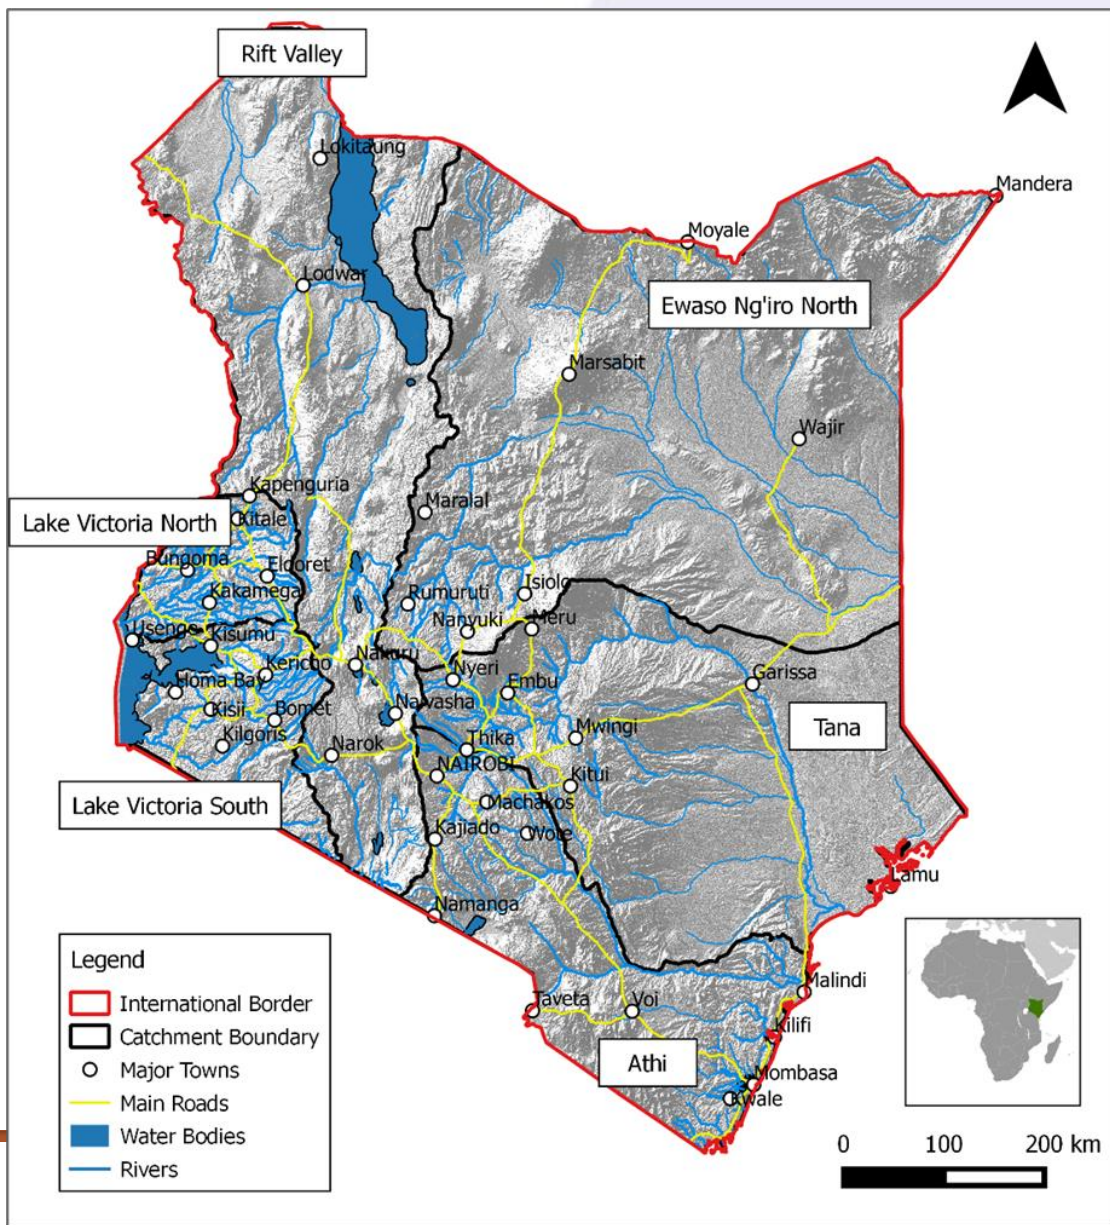 Rift Valley
Lokitaung
Mandera
Moyale
Lodwar
Ewaso Ng'iro North
Marsabit
Wajir
Kapenguria
Maralal
Lake Victoria North
Kitale
Bungoma
Eldoret
Isiolo
Kakamega
Rumuruti
Nanyuki
Meru
Usenge
Kisumu
Nakuru
Kericho
Nyeri
Garissa
Homa Bay
Embu
Kisii
Bomet
Naivasha
Mwingi
Tana
Kilgoris
Narok
Thika
NAIROBI
Kitui
Lake Victoria South
Machakos
Kajiado
Wote
Lamu
Namanga
Legend
International Border
Catchment Boundary
Major Towns
Main Roads
Water Bodies
Rivers
Malindi
Taveta
Voi
Kilifi
Athi
Mombasa
Kwale
0 100 200 km